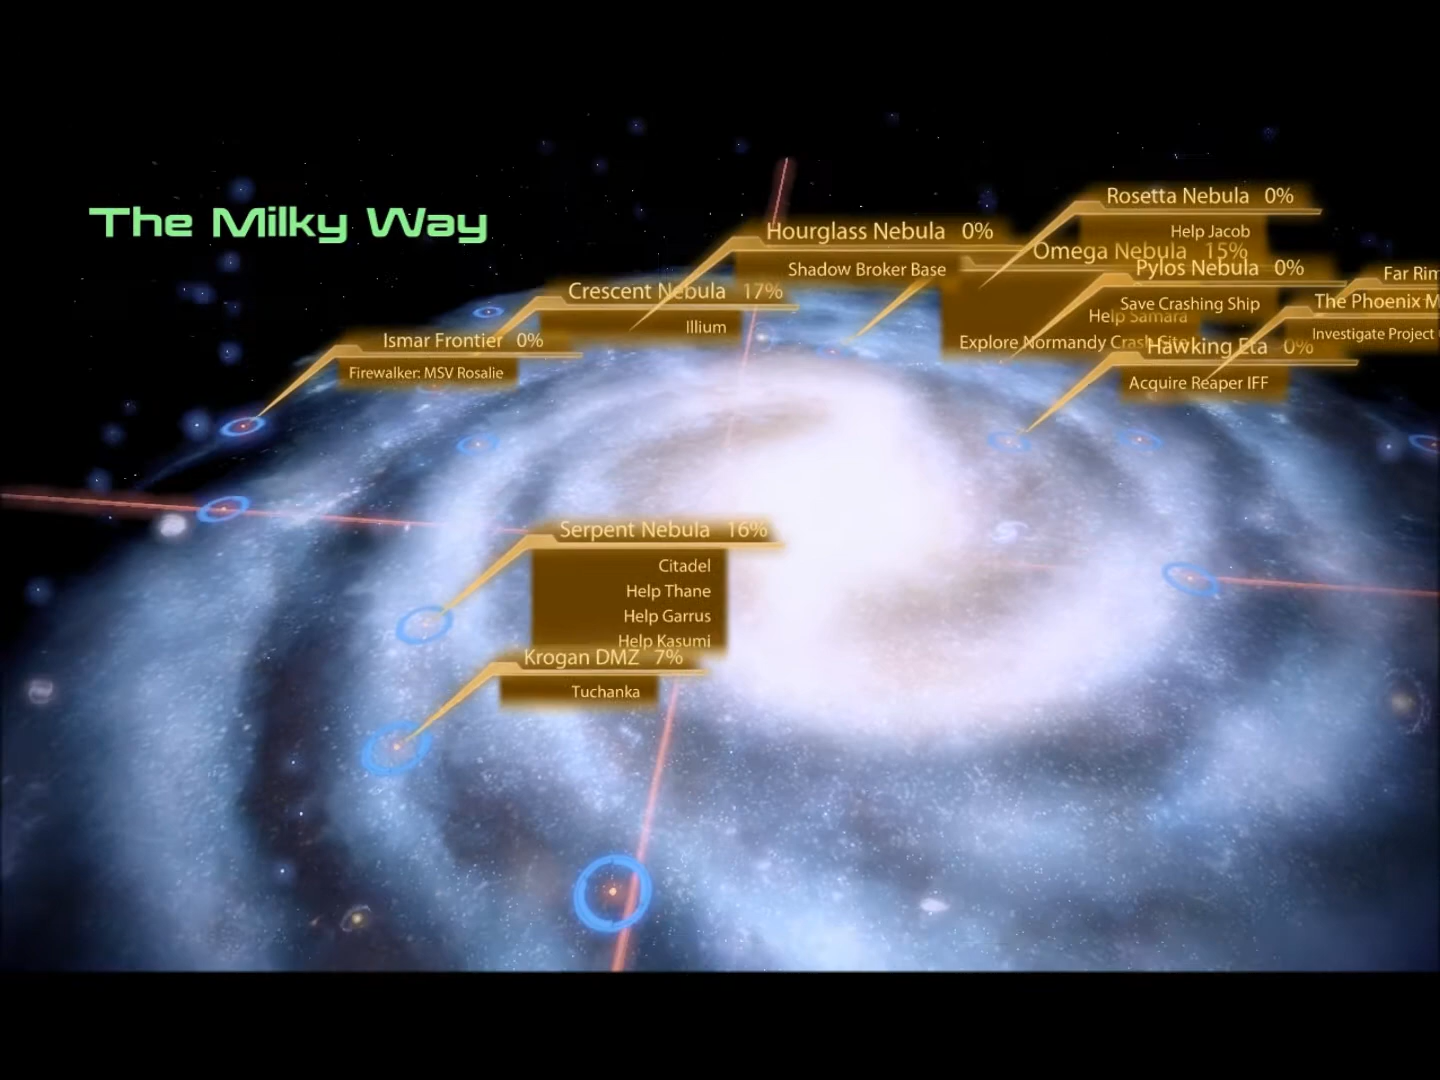 The Milky Way
Rosetta Nebula 0%
Help Jacob
Hourglass Nebula 0%
Shadow Broker Base
Omega Nebula 15%
Help Samara
Explore Normandy Crash Site
Pylos Nebula 0%
Save Crashing Ship
Far Rim
The Phoenix M
Investigate Project
Crescent Nebula 17%
Illium
Ismar Frontier 0%
Firewalker: MSV Rosalie
Hawking Eta 0%
Acquire Reaper IFF
Serpent Nebula 16%
Citadel
Help Thane
Help Garrus
Help Kasumi
Krogan DMZ 7%
Tuchanka